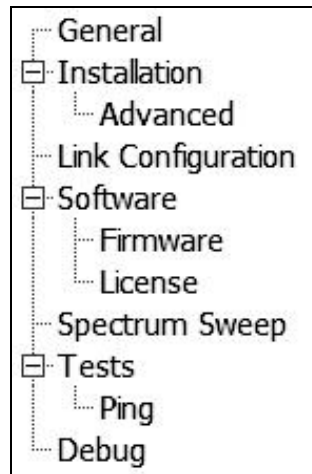 General
Installation
Advanced
Link Configuration
Software
Firmware
License
Spectrum Sweep
Tests
Ping
Debug